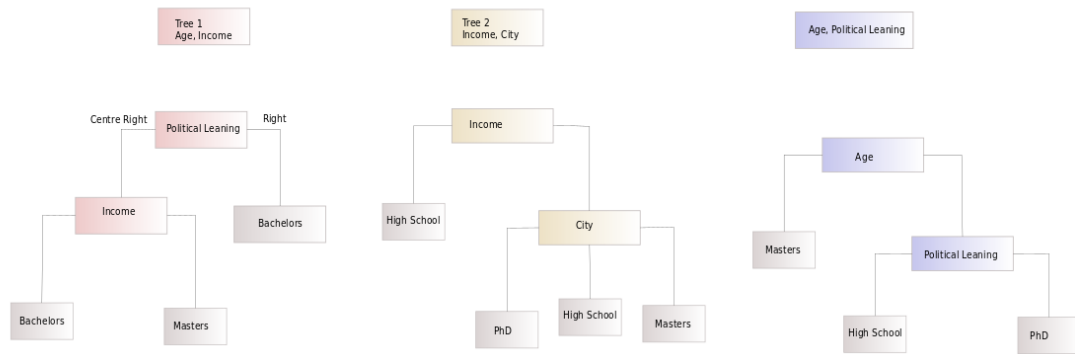 Tree 1
Age, Income
Tree 2
Income, City
Age, Political Leaning
Centre Right
Political Leaning
Right
Income
Bachelors
Bachelors
Masters
Income
High School
City
PhD
High School
Masters
Age
Masters
Political Leaning
High School
PhD